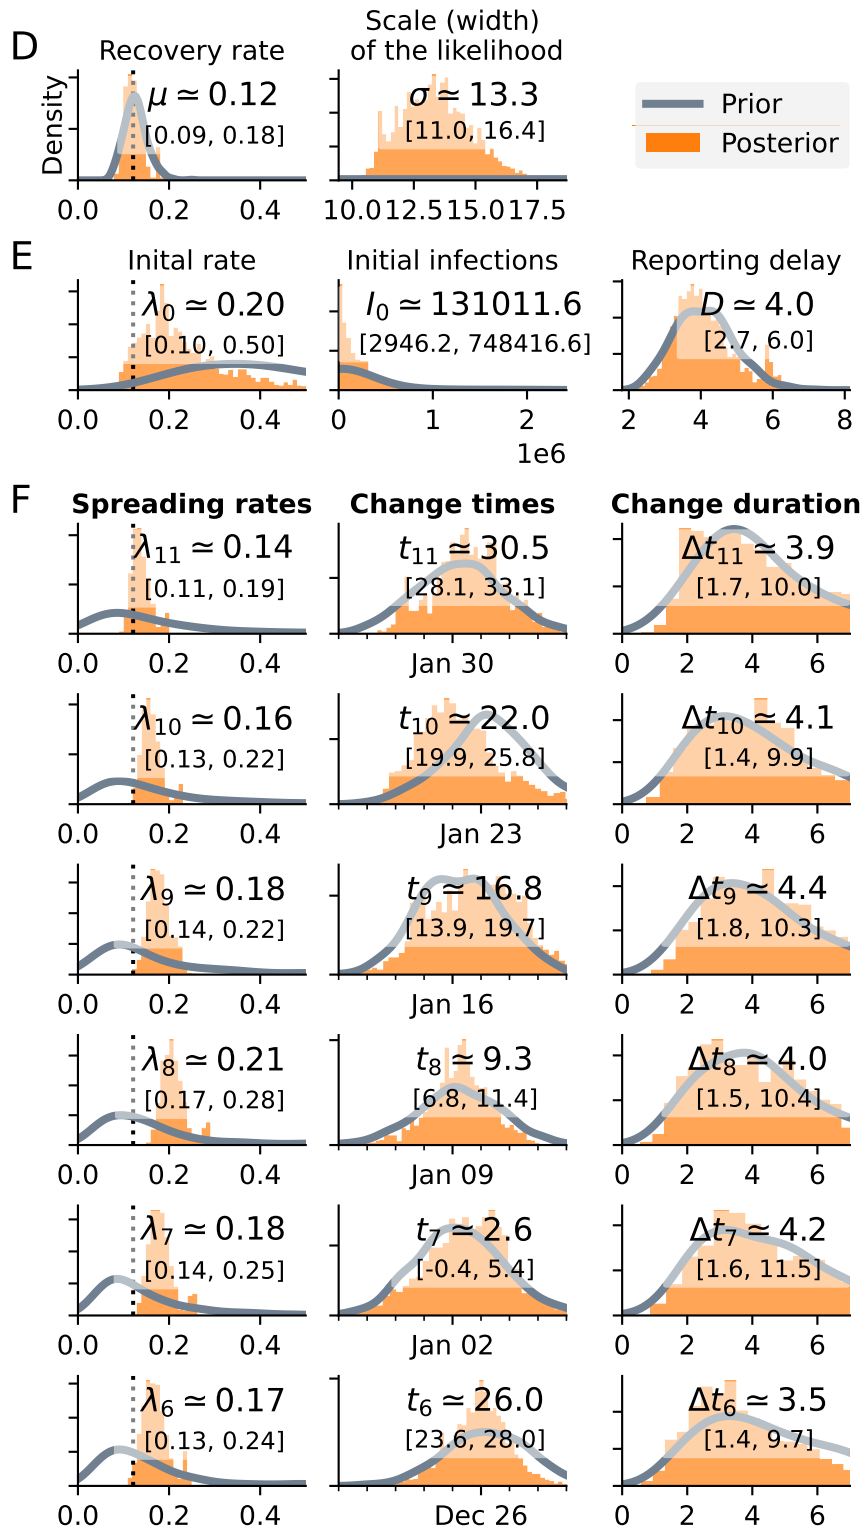 D
Recovery rate
Scale (width)
of the likelihood
Density
μ ≃ 0.12
[0.09, 0.18]
0.0 0.2 0.4
σ ≃ 13.3
[11.0, 16.4]
10.0 12.5 15.0 17.5
Prior
Posterior
E
Inital rate
λ0 ≃ 0.20
[0.10, 0.50]
0.0 0.2 0.4
Initial infections
I0 ≃ 131011.6
[2946.2, 748416.6]
0 1 2
1e6
Reporting delay
D ≃ 4.0
[2.7, 6.0]
2 4 6 8
F
Spreading rates
Change times
Change duration
λ11 ≃ 0.14
[0.11, 0.19]
0.0 0.2 0.4
t11 ≃ 30.5
[28.1, 33.1]
Jan 30
Δt11 ≃ 3.9
[1.7, 10.0]
0 2 4 6
λ10 ≃ 0.16
[0.13, 0.22]
0.0 0.2 0.4
t10 ≃ 22.0
[19.9, 25.8]
Jan 23
Δt10 ≃ 4.1
[1.4, 9.9]
0 2 4 6
λ9 ≃ 0.18
[0.14, 0.22]
0.0 0.2 0.4
t9 ≃ 16.8
[13.9, 19.7]
Jan 16
Δt9 ≃ 4.4
[1.8, 10.3]
0 2 4 6
λ8 ≃ 0.21
[0.17, 0.28]
0.0 0.2 0.4
t8 ≃ 9.3
[6.8, 11.4]
Jan 09
Δt8 ≃ 4.0
[1.5, 10.4]
0 2 4 6
λ7 ≃ 0.18
[0.14, 0.25]
0.0 0.2 0.4
t7 ≃ 2.6
[-0.4, 5.4]
Jan 02
Δt7 ≃ 4.2
[1.6, 11.5]
0 2 4 6
λ6 ≃ 0.17
[0.13, 0.24]
0.0 0.2 0.4
t6 ≃ 26.0
[23.6, 28.0]
Dec 26
Δt6 ≃ 3.5
[1.4, 9.7]
0 2 4 6